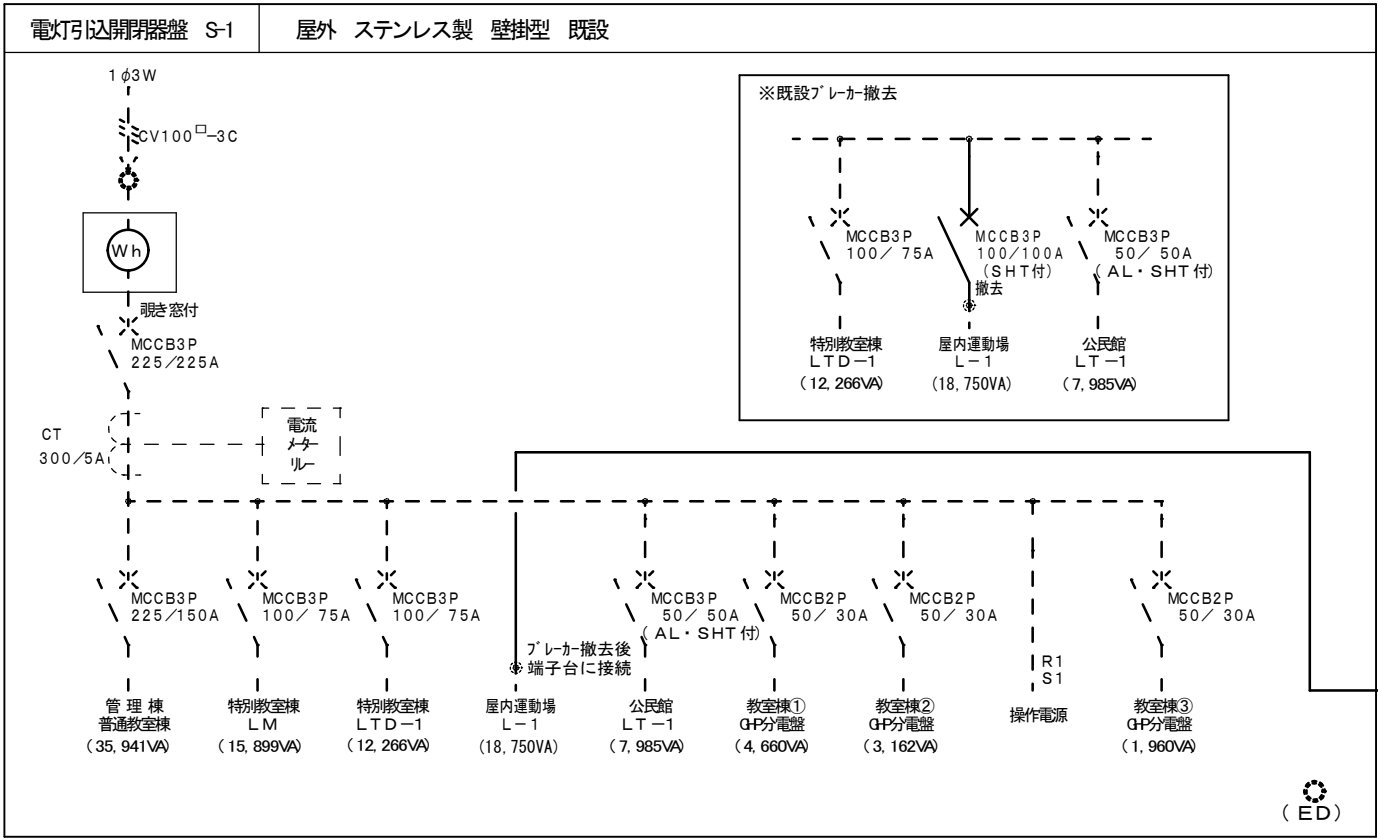 電灯引込開閉器盤 S-1
屋外 ステンレス製 壁掛型 既設
1φ3W
CV100□-3C
Wh
覗き窓付
MCCB3P
225/225A
CT
300/5A
電流
メーター
リレー
※既設ブレーカー撤去
MCCB3P
100/ 75A
MCCB3P
100/100A
(SHT付)
撤去
MCCB3P
50/ 50A
(AL・SHT付)
特別教室棟
LTD-1
(12,266VA)
屋内運動場
L-1
(18,750VA)
公民館
LT-1
(7,985VA)
MCCB3P
225/150A
MCCB3P
100/ 75A
MCCB3P
100/ 75A
ブレーカー撤去後
端子台に接続
MCCB3P
50/ 50A
(AL・SHT付)
MCCB2P
50/ 30A
MCCB2P
50/ 30A
R1
S1
MCCB2P
50/ 30A
管理棟
普通教室棟
(35,941VA)
特別教室棟
LM
(15,899VA)
特別教室棟
LTD-1
(12,266VA)
屋内運動場
L-1
(18,750VA)
公民館
LT-1
(7,985VA)
教室棟①
GHP分電盤
(4,660VA)
教室棟②
GHP分電盤
(3,162VA)
操作電源
教室棟③
GHP分電盤
(1,960VA)
(ED)